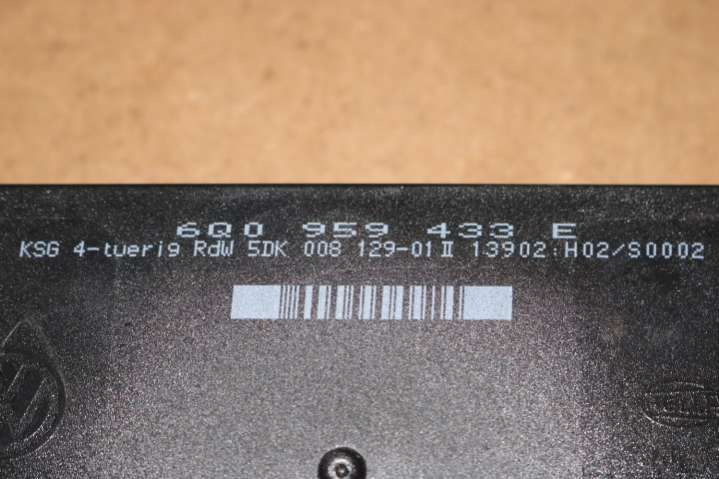 6Q0 959 433 E
KSG 4-tuerig RdW 5DK 008 129-01 II 13902:H02/S0002